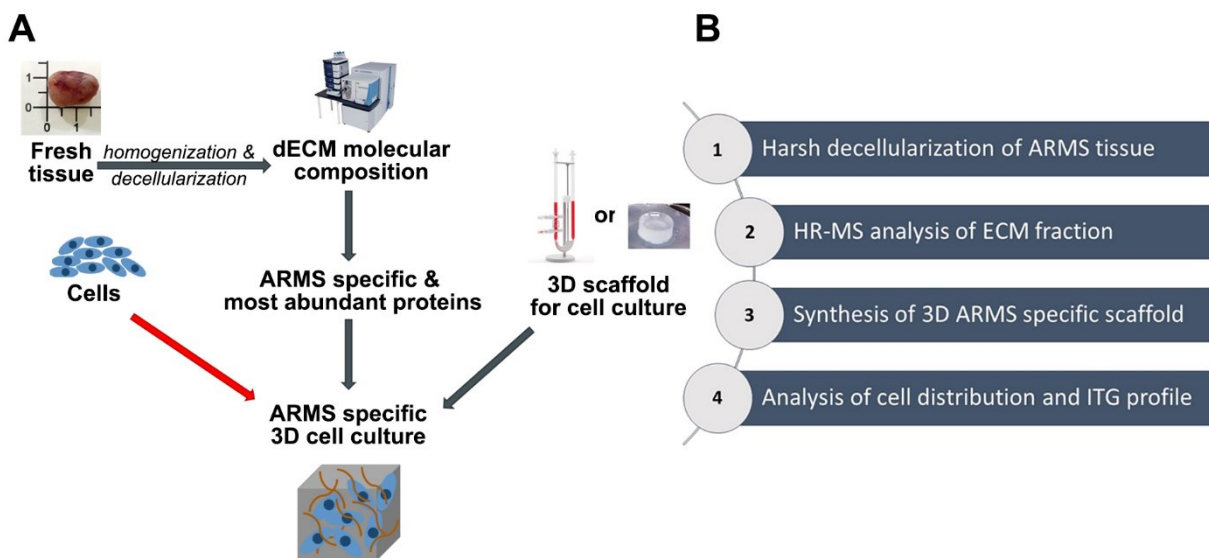 A
1
0
0
1
Fresh
tissue
homogenization &
decellularization
dECM molecular
composition
Cells
ARMS specific &
most abundant proteins
or
3D scaffold
for cell culture
ARMS specific
3D cell culture
B
1 Harsh decellularization of ARMS tissue
2 HR-MS analysis of ECM fraction
3 Synthesis of 3D ARMS specific scaffold
4 Analysis of cell distribution and ITG profile